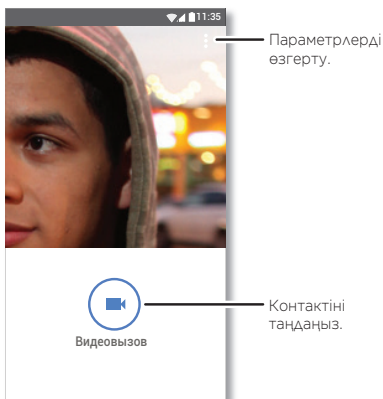 11:35
Параметрлерді
өзгерту.
Контактіні
таңдаңыз.
Видеовызов